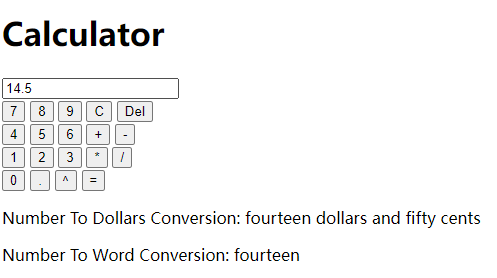 Calculator
14.5
7 8 9 C Del
4 5 6 + -
1 2 3 * /
0 . ^ =
Number To Dollars Conversion: fourteen dollars and fifty cents
Number To Word Conversion: fourteen